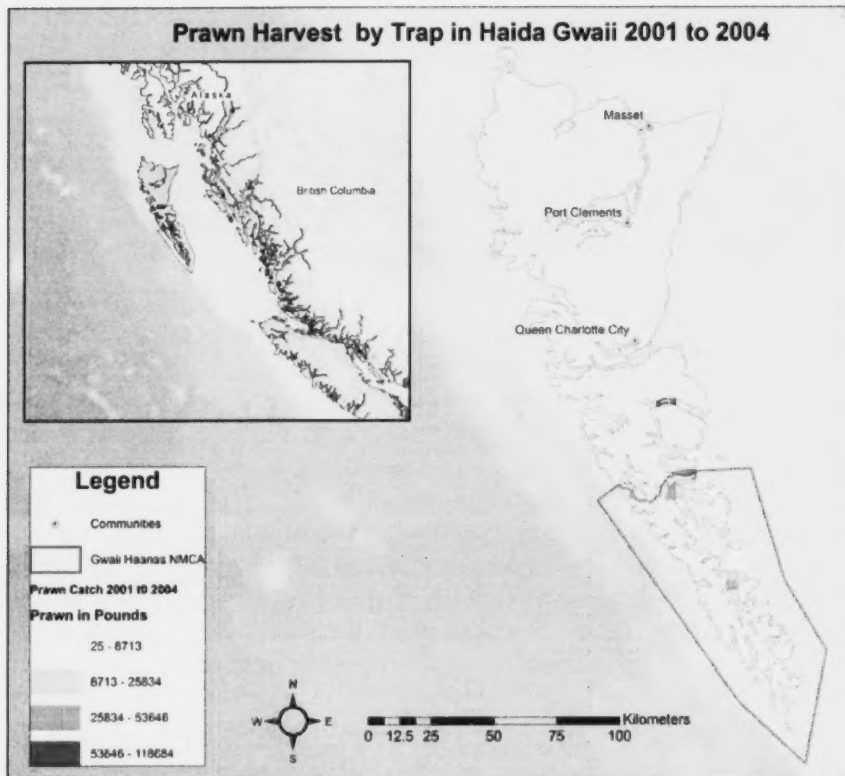 Prawn Harvest by Trap in Haida Gwaii 2001 to 2004
Alaska
British Columbia
Masset
Port Clements
Queen Charlotte City
Legend
Communities
Gwaii Haanas NMCA
Prawn Catch 2001 t0 2004
Prawn in Pounds
25 - 8713
8713 - 25834
25834 - 53646
53646 - 118684
N
W E
S
Kilometers
0 12.5 25 50 75 100